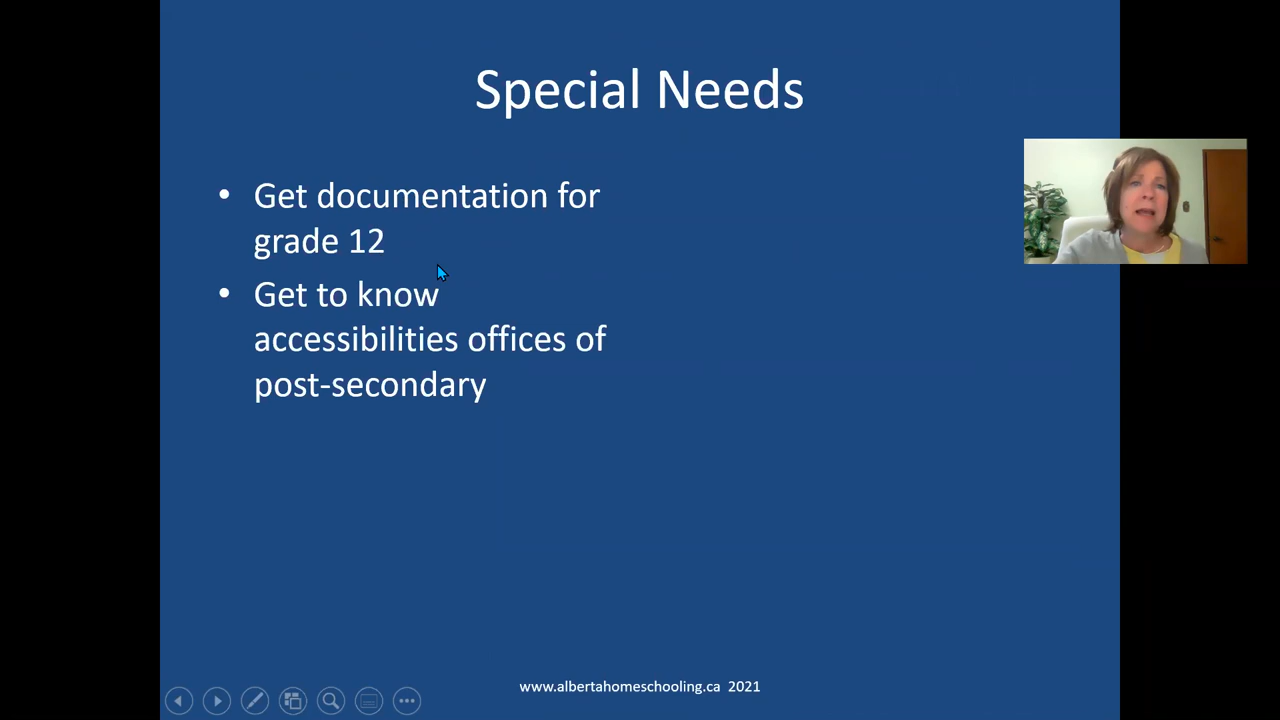 Special Needs
• Get documentation for
grade 12
• Get to know
accessibilities offices of
post-secondary
www.albertahomeschooling.ca 2021